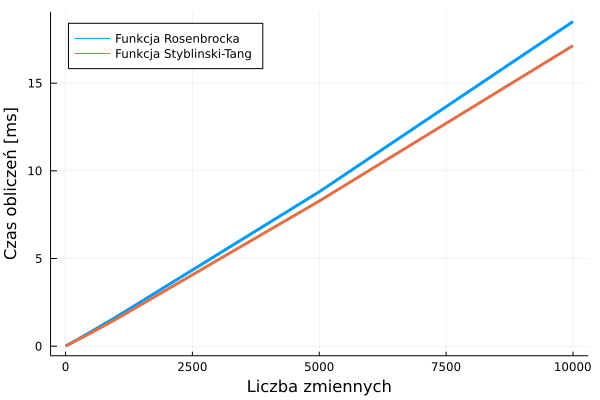 Funkcja Rosenbrocka
Funkcja Styblinski-Tang
Czas obliczeń [ms]
15
10
5
0
0 2500 5000 7500 10000
Liczba zmiennych